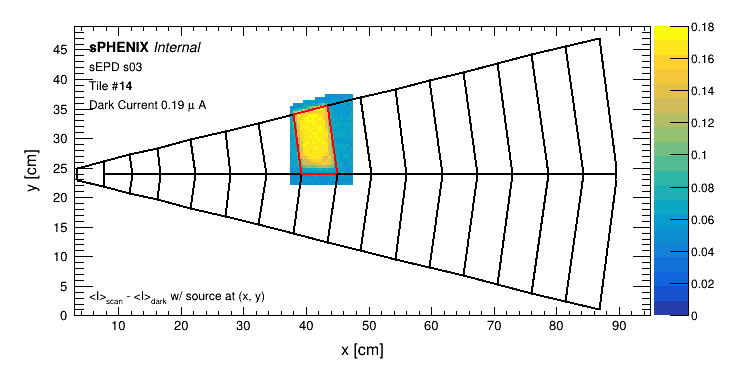 sPHENIX Internal
sEPD s03
Tile #14
Dark Current 0.19 μ A
<I>scan - <I>dark w/ source at (x, y)
y [cm]
45
40
35
30
25
20
15
10
5
0
10 20 30 40 50 60 70 80 90
x [cm]
0.18
0.16
0.14
0.12
0.1
0.08
0.06
0.04
0.02
0